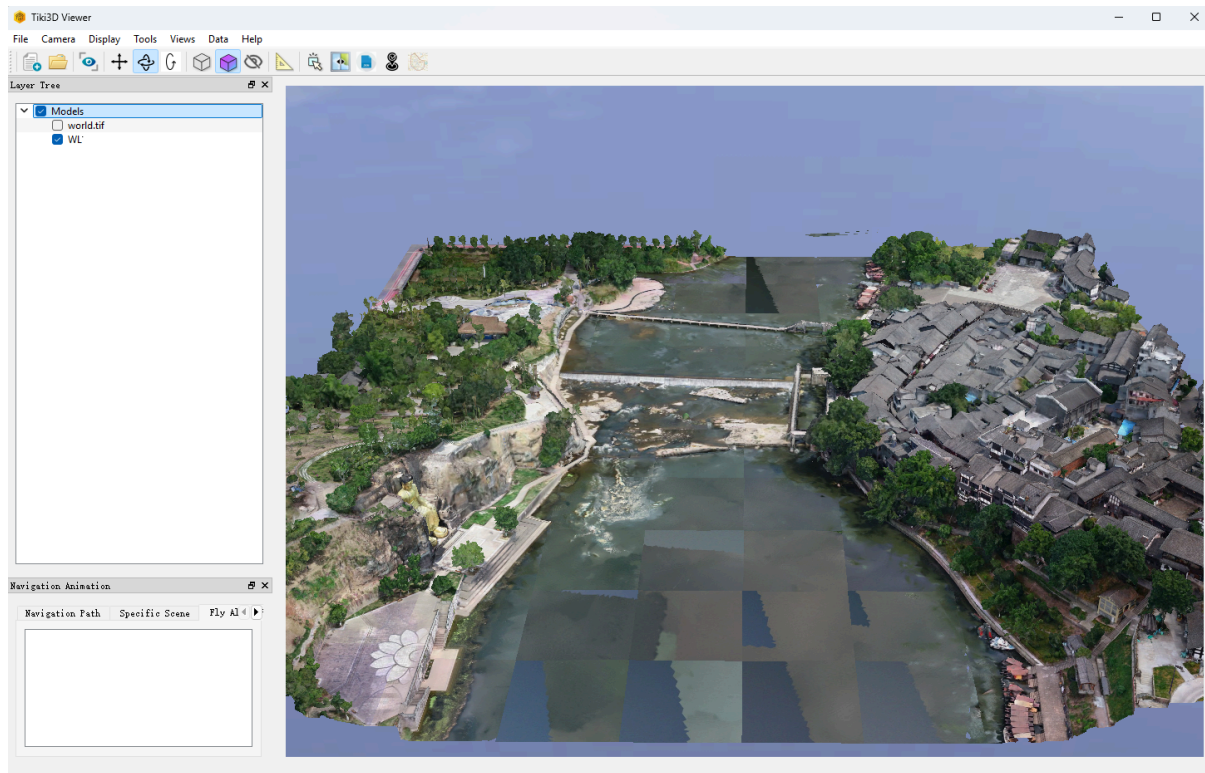 Tiki3D Viewer
File Camera Display Tools Views Data Help
Layer Tree
Models
world.tif
WL'
Navigation Animation
Navigation Path Specific Scene Fly Al